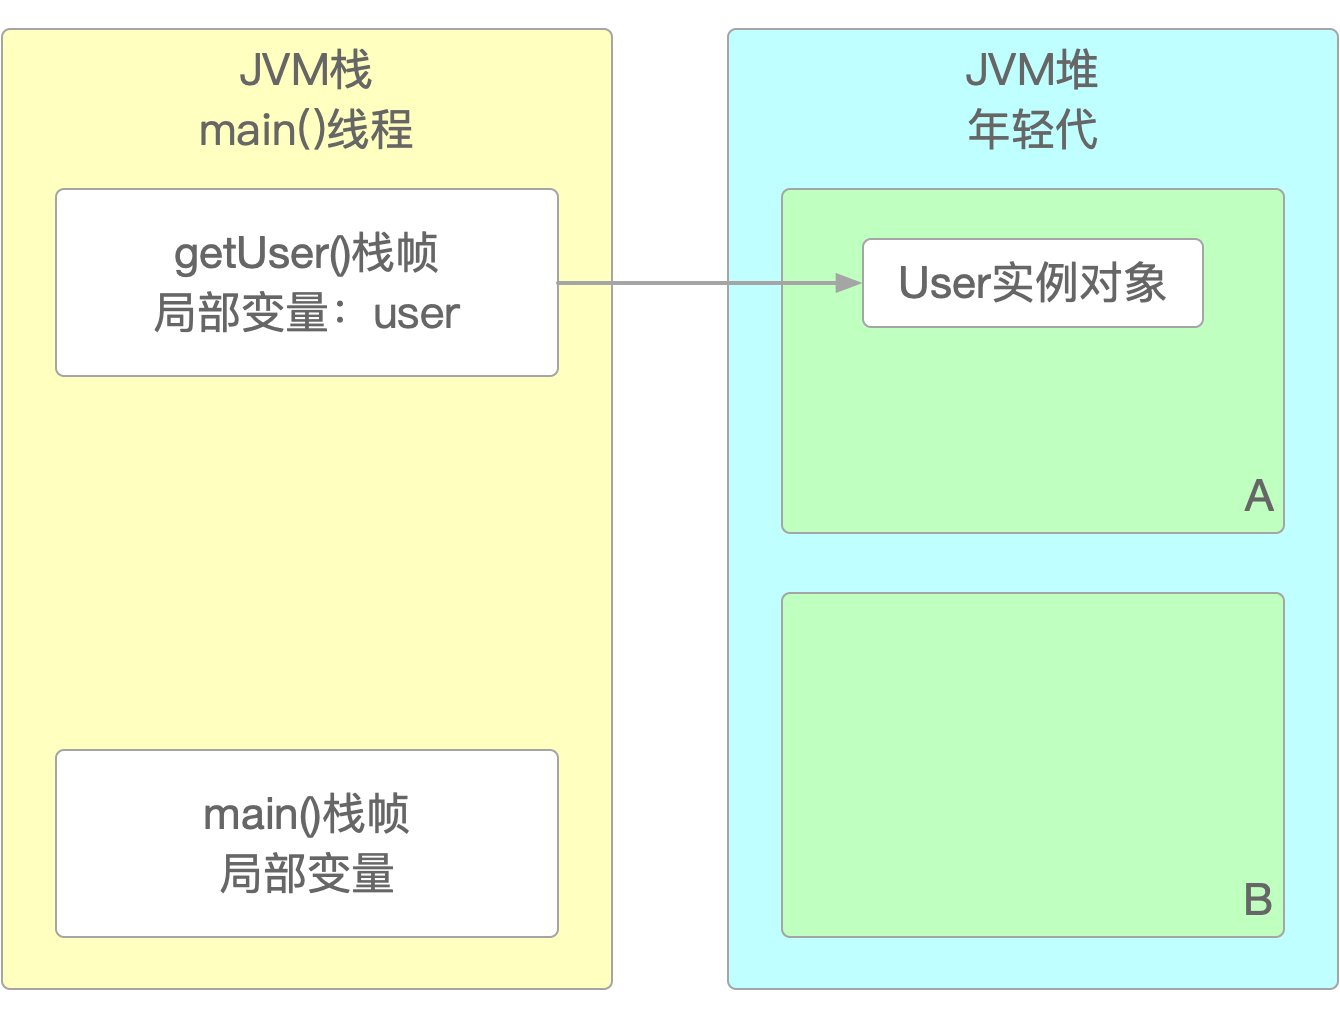 JVM栈
main()线程
getUser()栈帧
局部变量：user
main()栈帧
局部变量
JVM堆
年轻代
User实例对象
A
B